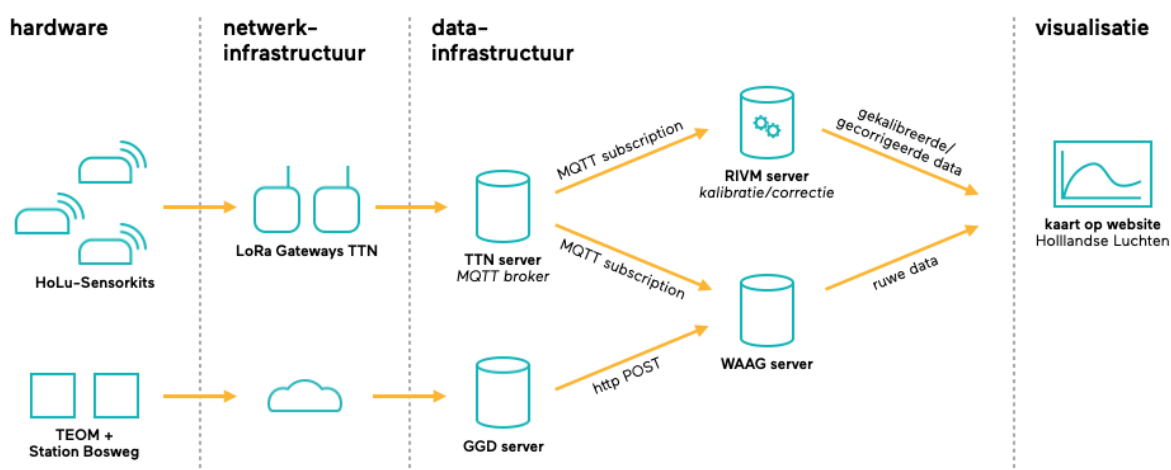 hardware
netwerk-
infrastructuur
data-
infrastructuur
visualisatie
HoLu-Sensorkits
LoRa Gateways TTN
TTN server
MQTT broker
MQTT subscription
MQTT subscription
RIVM server
kalibratie/correctie
gekalibreerde/
gecorrigeerde data
kaart op website
Holllandse Luchten
ruwe data
WAAG server
http POST
TEOM +
Station Bosweg
GGD server